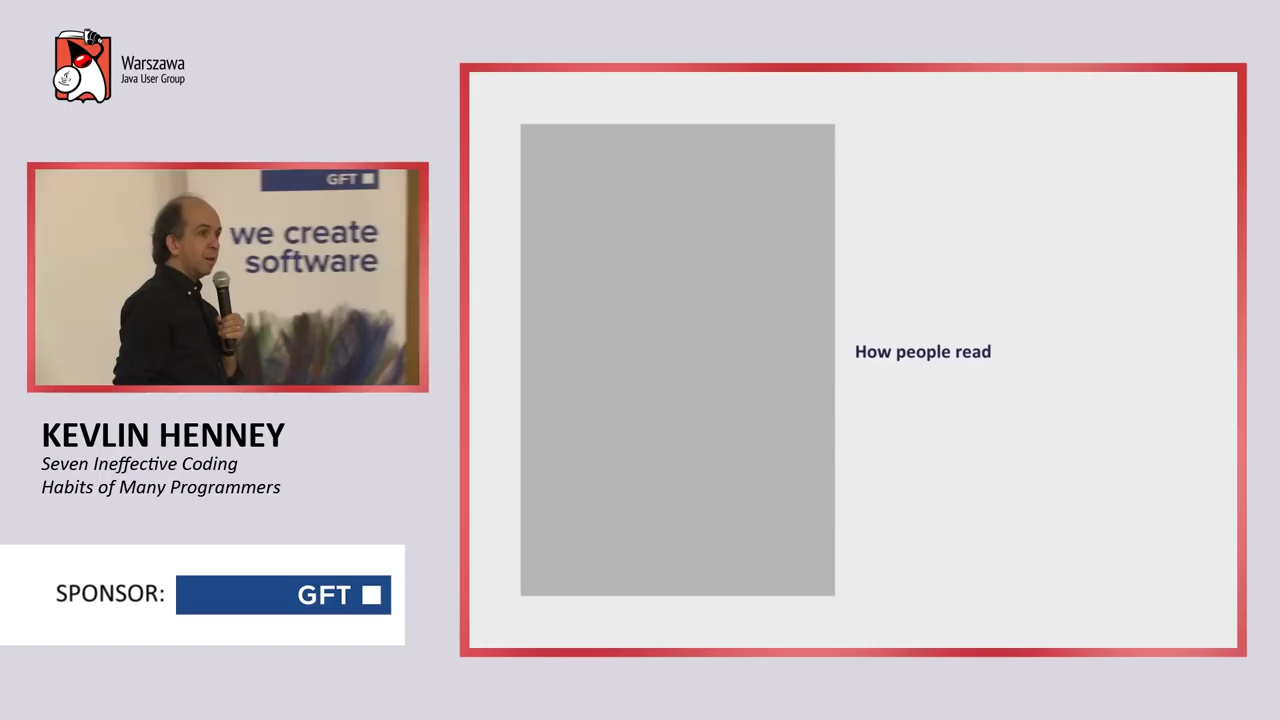 Warszawa
Java User Group
GFT
we create
software
KEVLIN HENNEY
Seven Ineffective Coding
Habits of Many Programmers
SPONSOR:
GFT
How people read